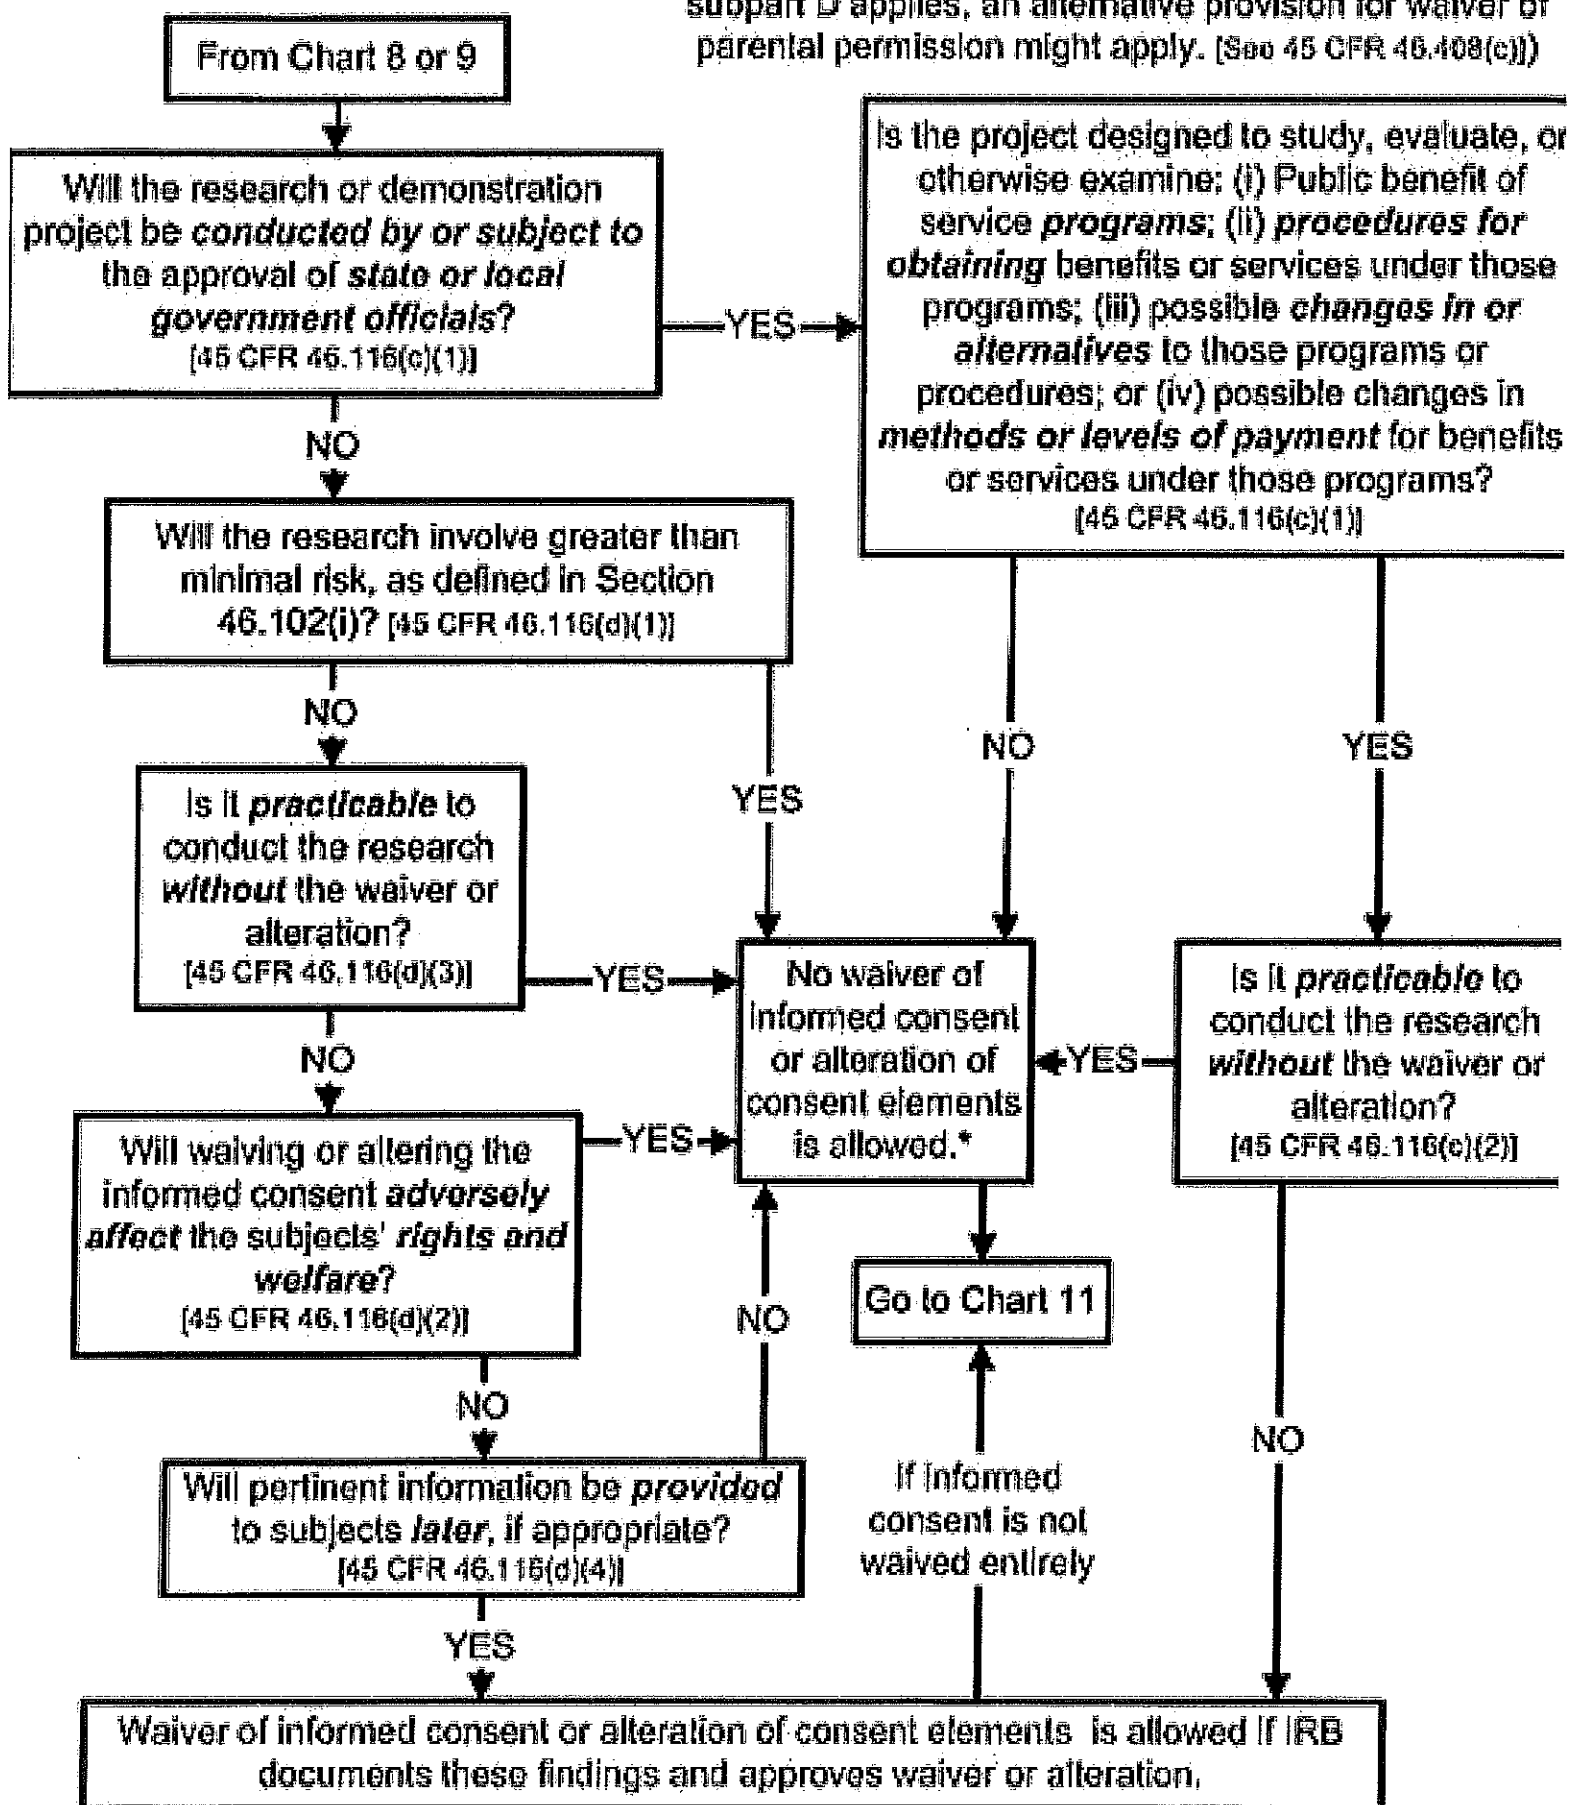 subpart D applies, an alternative provision for waiver of
parental permission might apply. [See 45 CFR 46.408(c)])
From Chart 8 or 9
Will the research or demonstration
project be conducted by or subject to
the approval of state or local
government officials?
[45 CFR 46.116(c)(1)]
YES
Is the project designed to study, evaluate, or
otherwise examine: (i) Public benefit of
service programs; (ii) procedures for
obtaining benefits or services under those
programs; (iii) possible changes in or
alternatives to those programs or
procedures; or (iv) possible changes in
methods or levels of payment for benefits
or services under those programs?
[45 CFR 46.116(c)(1)]
NO
Will the research involve greater than
minimal risk, as defined in Section
46.102(i)? [45 CFR 46.116(d)(1)]
NO
YES
NO
YES
Is it practicable to
conduct the research
without the waiver or
alteration?
[45 CFR 46.116(d)(3)]
YES
No waiver of
informed consent
or alteration of
consent elements
is allowed.*
YES
Is it practicable to
conduct the research
without the waiver or
alteration?
[45 CFR 46.116(c)(2)]
NO
Will waiving or altering the
informed consent adversely
affect the subjects' rights and
welfare?
[45 CFR 46.116(d)(2)]
YES
Go to Chart 11
NO
NO
NO
Will pertinent information be provided
to subjects later, if appropriate?
[45 CFR 46.116(d)(4)]
If informed
consent is not
waived entirely
YES
Waiver of informed consent or alteration of consent elements is allowed if IRB
documents these findings and approves waiver or alteration.